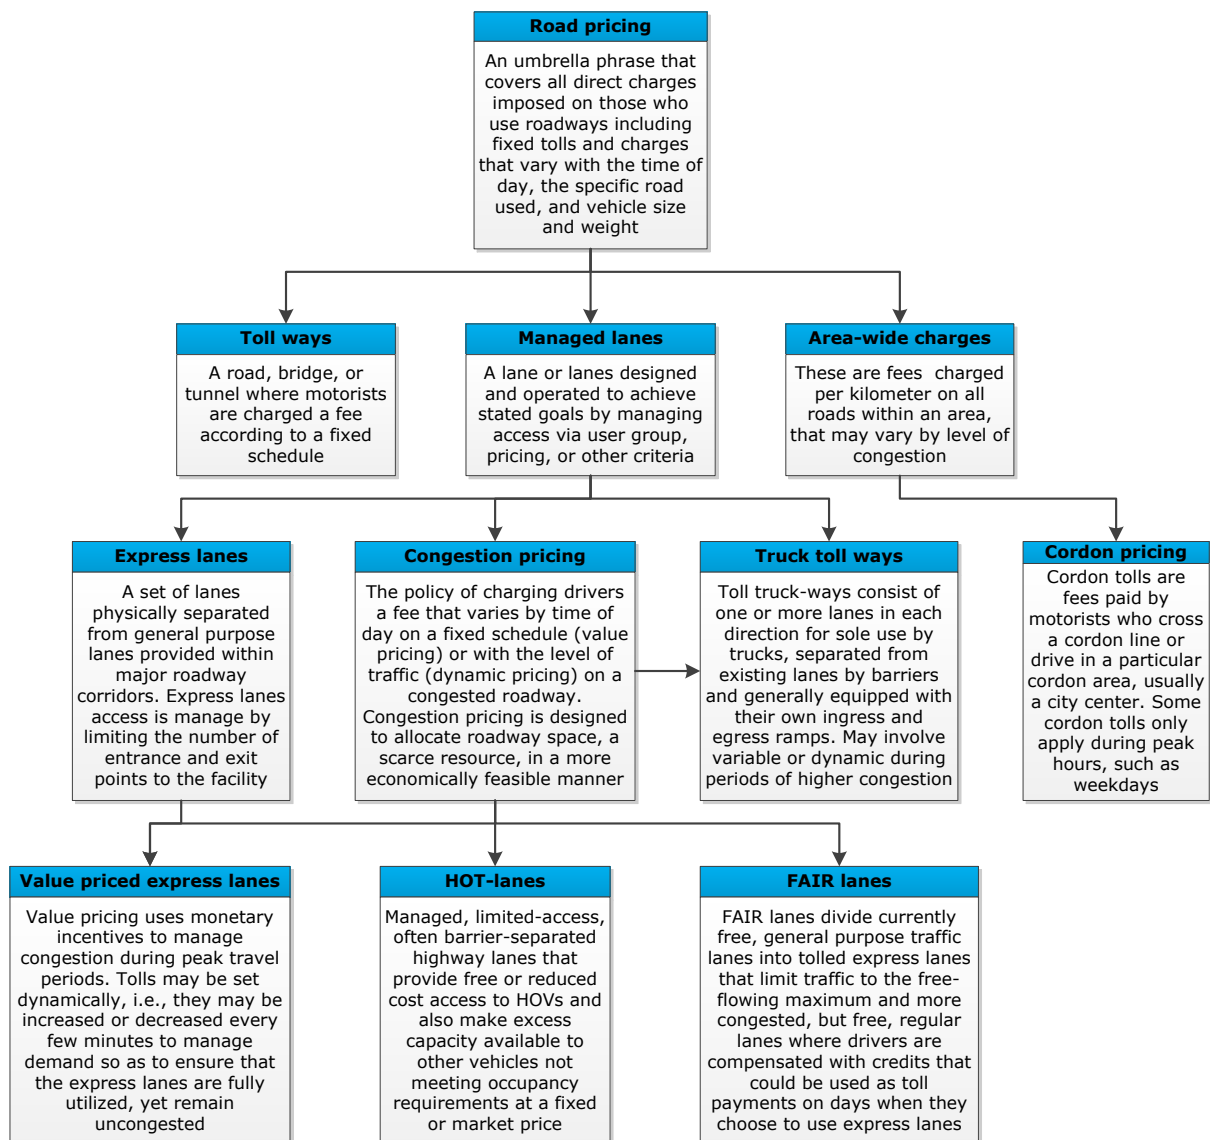 Road pricing
An umbrella phrase that
covers all direct charges
imposed on those who
use roadways including
fixed tolls and charges
that vary with the time of
day, the specific road
used, and vehicle size
and weight
Toll ways
A road, bridge, or
tunnel where motorists
are charged a fee
according to a fixed
schedule
Managed lanes
A lane or lanes designed
and operated to achieve
stated goals by managing
access via user group,
pricing, or other criteria
Area-wide charges
These are fees charged
per kilometer on all
roads within an area,
that may vary by level of
congestion
Express lanes
A set of lanes
physically separated
from general purpose
lanes provided within
major roadway
corridors. Express lanes
access is manage by
limiting the number of
entrance and exit
points to the facility
Congestion pricing
The policy of charging drivers
a fee that varies by time of
day on a fixed schedule (value
pricing) or with the level of
traffic (dynamic pricing) on a
congested roadway.
Congestion pricing is designed
to allocate roadway space, a
scarce resource, in a more
economically feasible manner
Truck toll ways
Toll truck-ways consist of
one or more lanes in each
direction for sole use by
trucks, separated from
existing lanes by barriers
and generally equipped with
their own ingress and
egress ramps. May involve
variable or dynamic during
periods of higher congestion
Cordon pricing
Cordon tolls are
fees paid by
motorists who cross
a cordon line or
drive in a particular
cordon area, usually
a city center. Some
cordon tolls only
apply during peak
hours, such as
weekdays
Value priced express lanes
Value pricing uses monetary
incentives to manage
congestion during peak travel
periods. Tolls may be set
dynamically, i.e., they may be
increased or decreased every
few minutes to manage
demand so as to ensure that
the express lanes are fully
utilized, yet remain
uncongested
HOT-lanes
Managed, limited-access,
often barrier-separated
highway lanes that
provide free or reduced
cost access to HOVs and
also make excess
capacity available to
other vehicles not
meeting occupancy
requirements at a fixed
or market price
FAIR lanes
FAIR lanes divide currently
free, general purpose traffic
lanes into tolled express lanes
that limit traffic to the free-
flowing maximum and more
congested, but free, regular
lanes where drivers are
compensated with credits that
could be used as toll
payments on days when they
choose to use express lanes